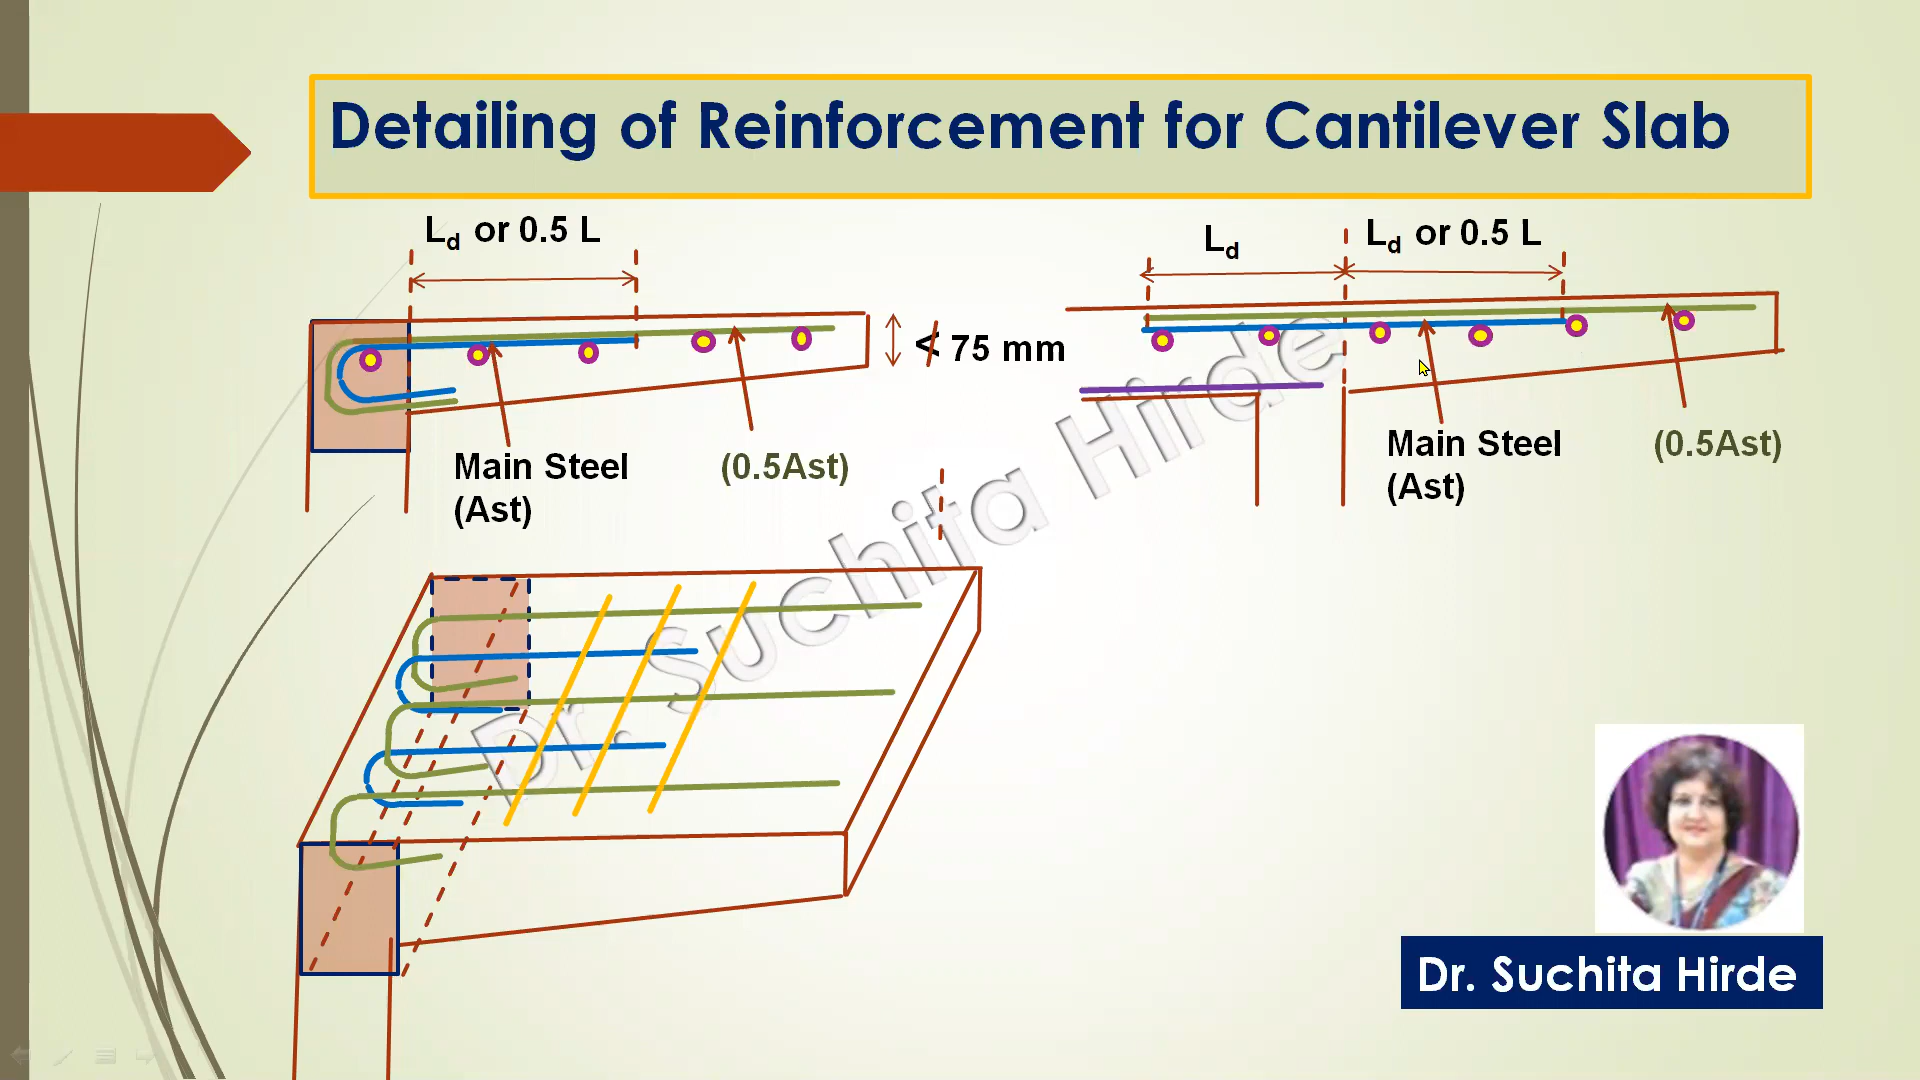 Detailing of Reinforcement for Cantilever Slab
Ld or 0.5 L
Ld
Ld or 0.5 L
≮ 75 mm
Main Steel
(Ast)
(0.5Ast)
Main Steel
(Ast)
(0.5Ast)
Dr. Suchita Hirde
Dr. Suchita Hirde